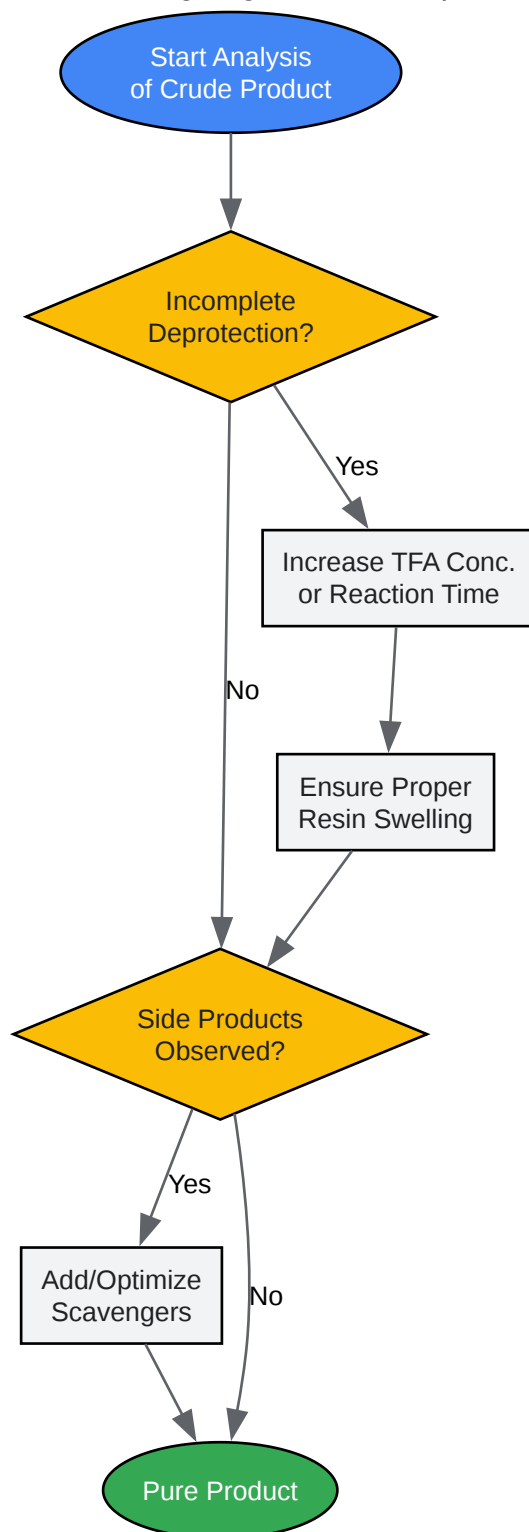 Start Analysis
of Crude Product
Incomplete
Deprotection?
Yes
Increase TFA Conc.
or Reaction Time
No
Ensure Proper
Resin Swelling
Side Products
Observed?
Yes
Add/Optimize
Scavengers
No
Pure Product